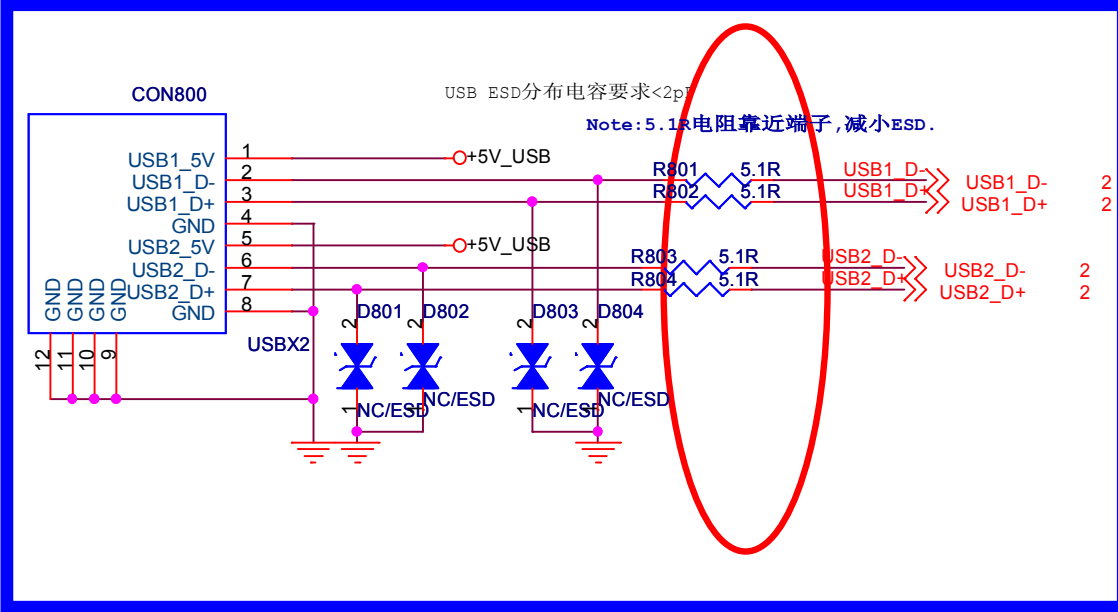 CON800
USB ESD分布电容要求<2pF
Note:5.1R电阻靠近端子,减小ESD.
USB1_5V 1 +5V_USB
USB1_D- 2 R801 5.1R USB1_D- USB1_D- 2
USB1_D+ 3 R802 5.1R USB1_D+ USB1_D+ 2
GND 4
USB2_5V 5 +5V_USB
USB2_D- 6 R803 5.1R USB2_D- USB2_D- 2
USB2_D+ 7 R804 5.1R USB2_D+ USB2_D+ 2
GND 8
GND GND GND GND
12 11 10 9
USBX2
D801 D802 D803 D804
2 2 2 2
1 1 1 1
NC/ESD NC/ESD NC/ESD NC/ESD